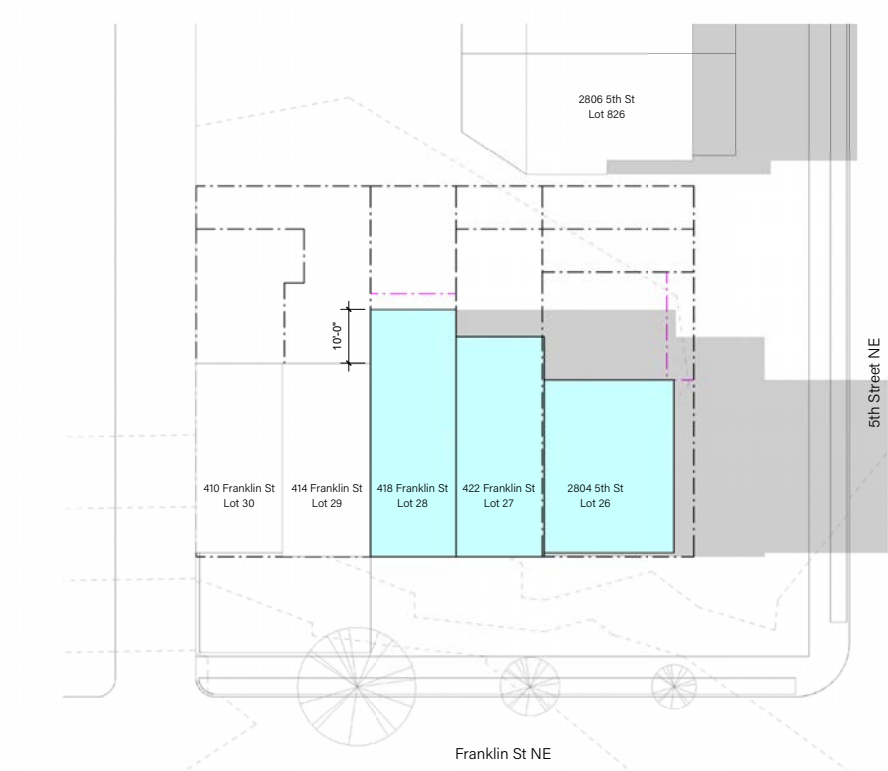 2806 5th St
Lot 826
10'-0"
5th Street NE
410 Franklin St
Lot 30
414 Franklin St
Lot 29
418 Franklin St
Lot 28
422 Franklin St
Lot 27
2804 5th St
Lot 26
Franklin St NE